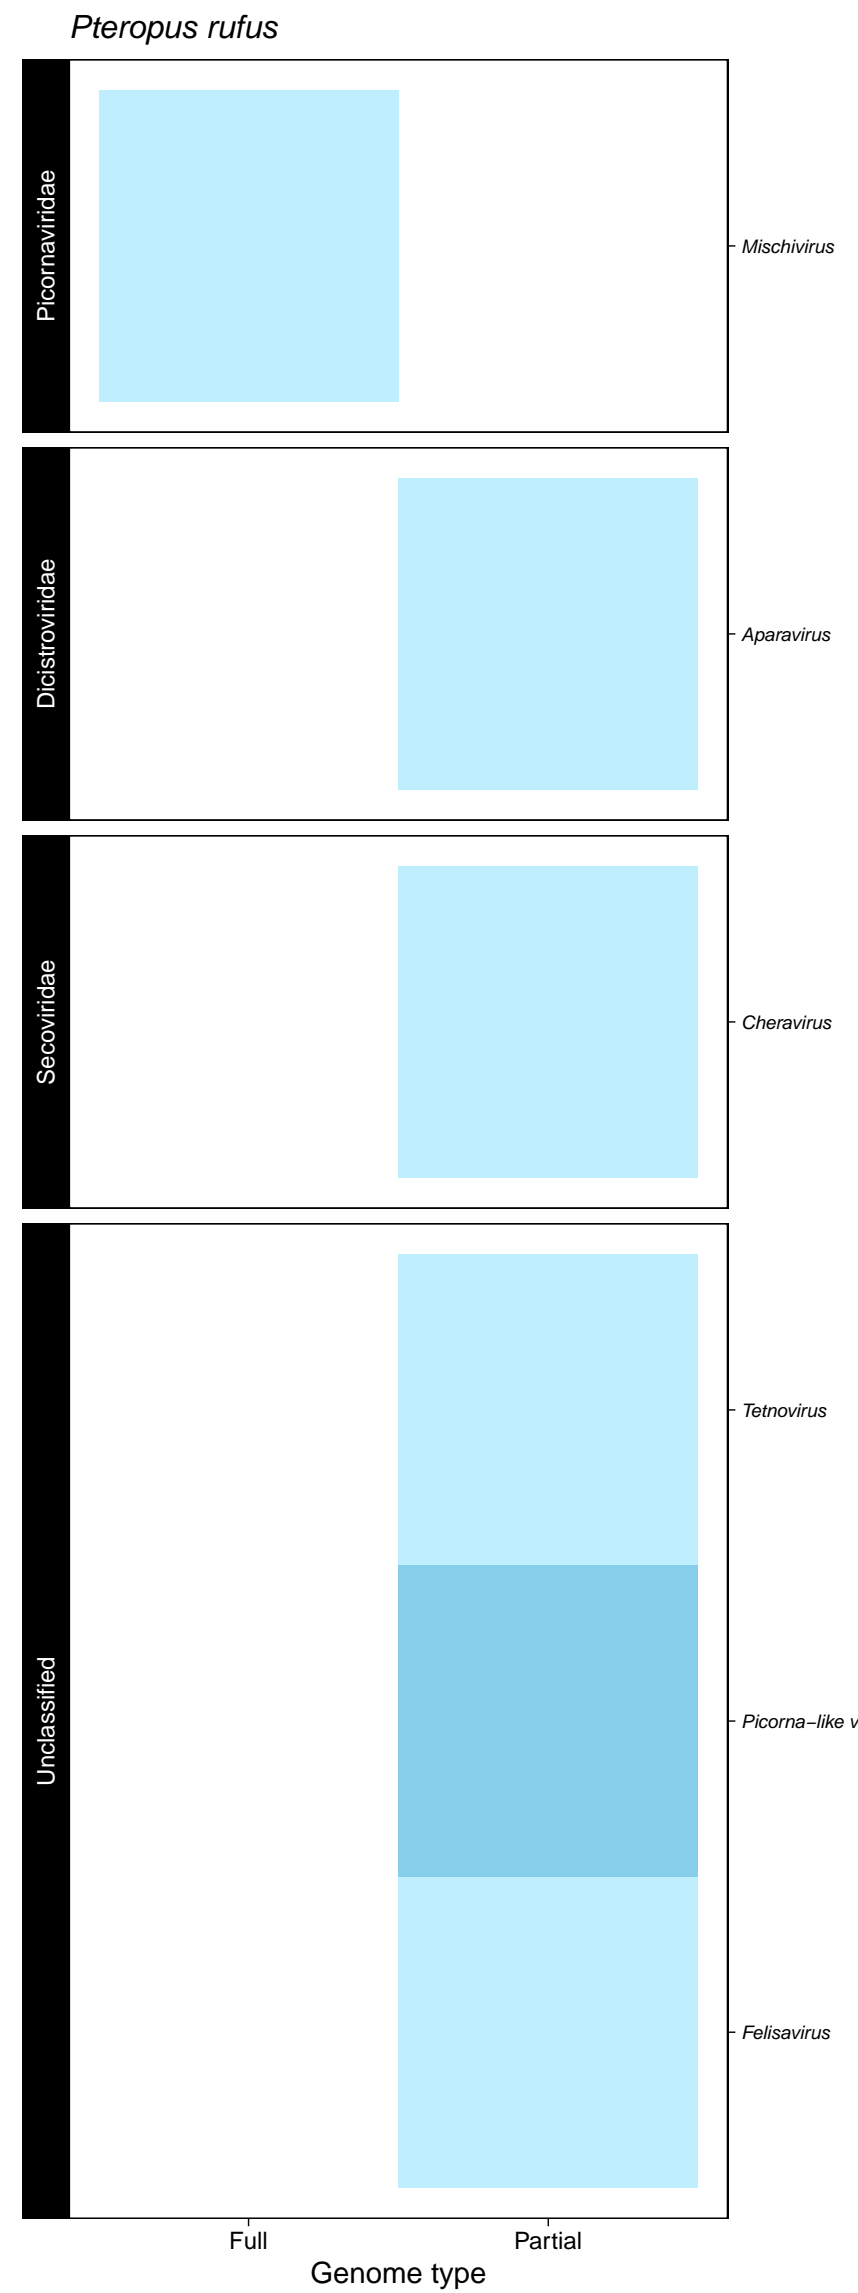 Pteropus rufus
Picornaviridae
Mischivirus
Dicistroviridae
Aparavirus
Secoviridae
Cheravirus
Unclassified
Tetnovirus
Picorna−like v
Felisavirus
Full
Partial
Genome type